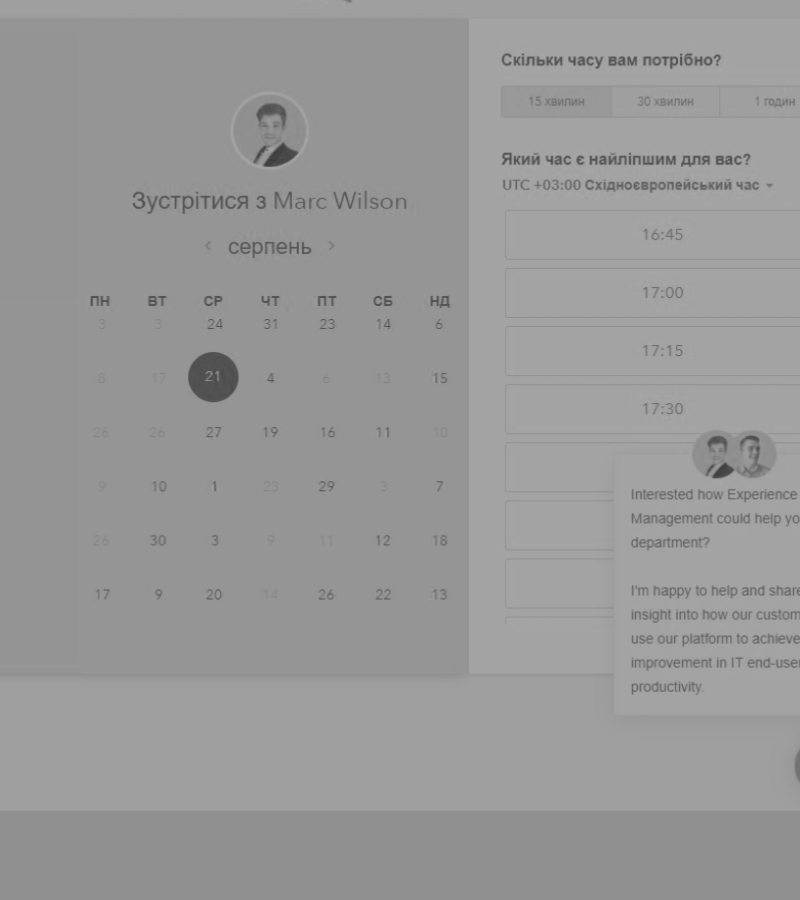 Зустрітися з Marc Wilson
серпень
ПН ВТ СР ЧТ ПТ СБ НД
3 3 24 31 23 14 6
8 17 21 4 6 13 15
26 26 27 19 16 11 10
9 10 1 23 29 3 7
26 30 3 9 11 12 18
17 9 20 14 26 22 13
Скільки часу вам потрібно?
15 хвилин 30 хвилин 1 годин
Який час є найліпшим для вас?
UTC +03:00 Східноєвропейський час
16:45
17:00
17:15
17:30
Interested how Experience
Management could help yo
department?
I'm happy to help and share
insight into how our custom
use our platform to achieve
improvement in IT end-user
productivity.